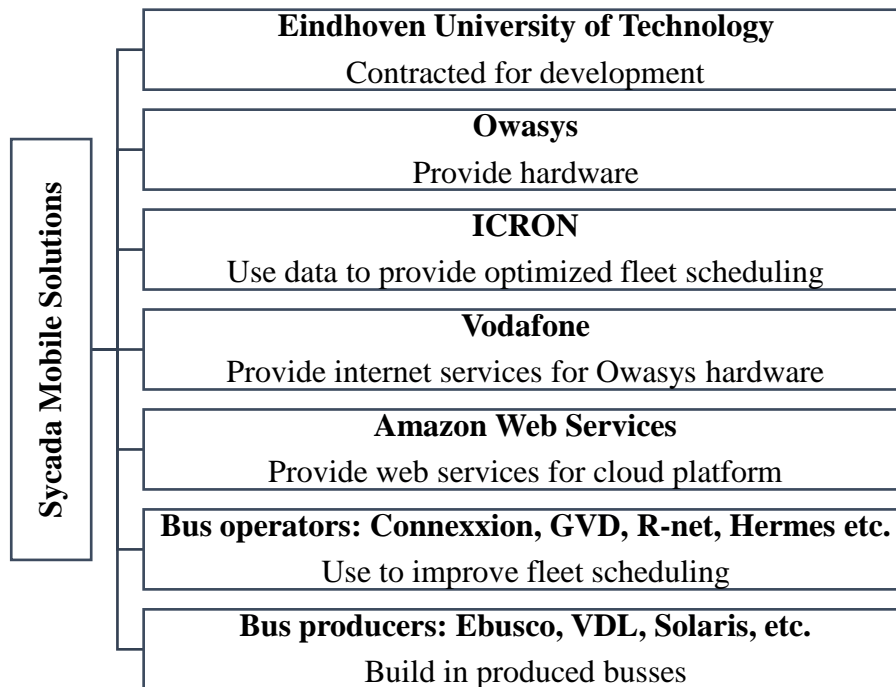 Sycada Mobile Solutions
Eindhoven University of Technology
Contracted for development
Owasys
Provide hardware
ICRON
Use data to provide optimized fleet scheduling
Vodafone
Provide internet services for Owasys hardware
Amazon Web Services
Provide web services for cloud platform
Bus operators: Connexxion, GVD, R-net, Hermes etc.
Use to improve fleet scheduling
Bus producers: Ebusco, VDL, Solaris, etc.
Build in produced busses